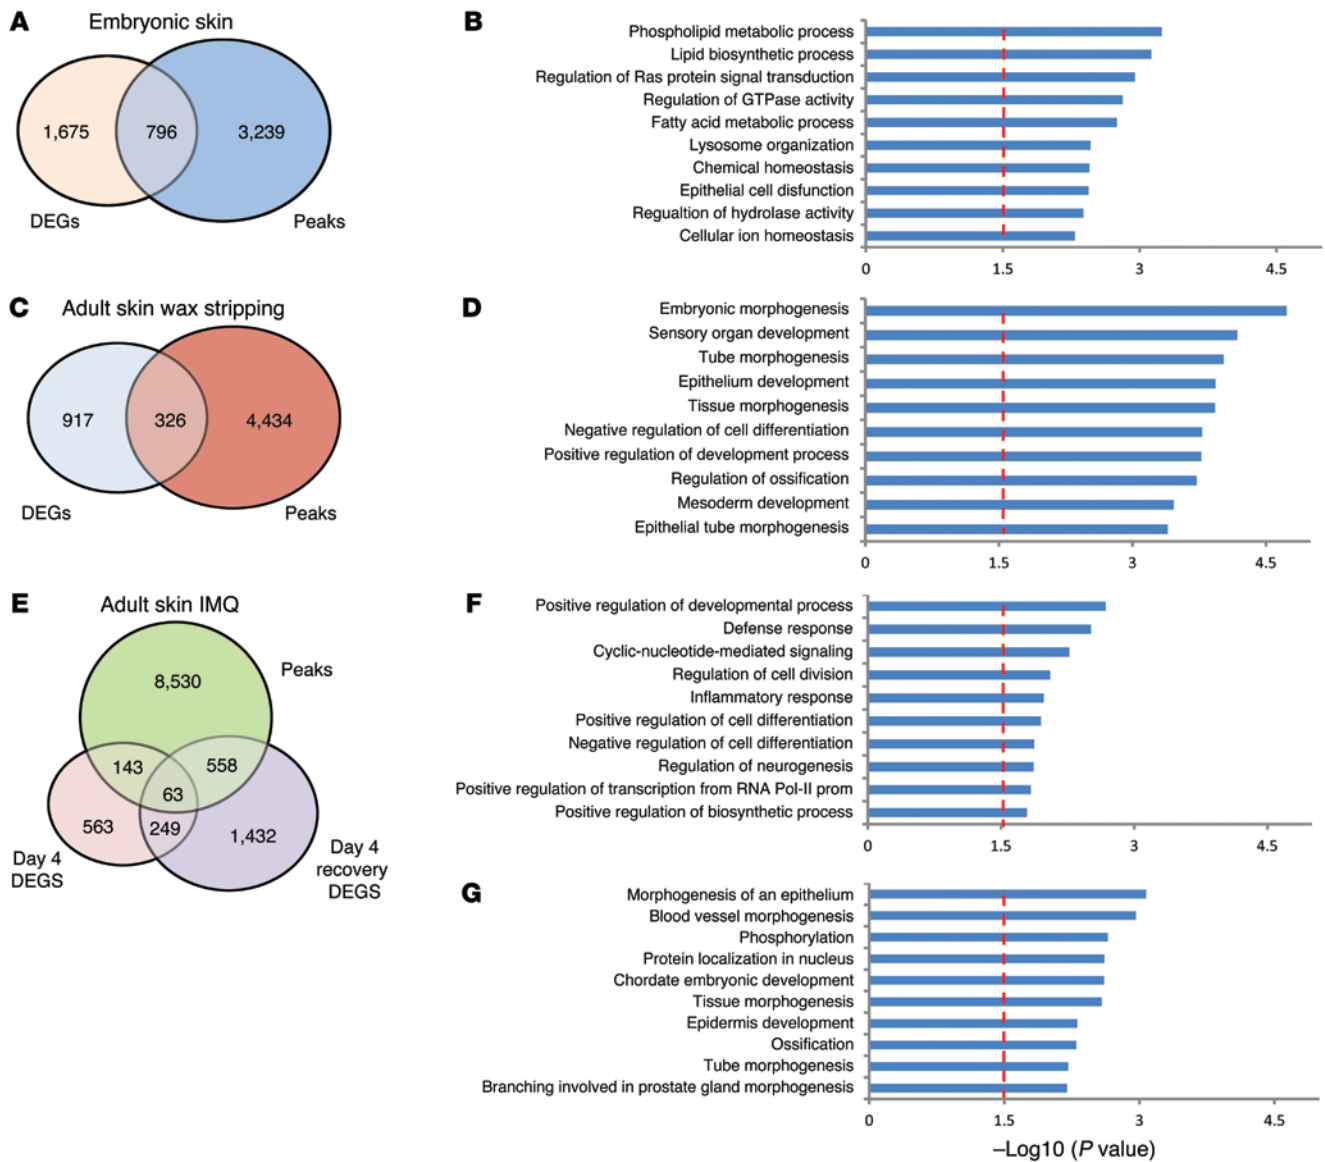 A
Embryonic skin
1,675
796
3,239
DEGs
Peaks
B
Phospholipid metabolic process
Lipid biosynthetic process
Regulation of Ras protein signal transduction
Regulation of GTPase activity
Fatty acid metabolic process
Lysosome organization
Chemical homeostasis
Epithelial cell disfunction
Regualtion of hydrolase activity
Cellular ion homeostasis
0 1.5 3 4.5
C
Adult skin wax stripping
917
326
4,434
DEGs
Peaks
D
Embryonic morphogenesis
Sensory organ development
Tube morphogenesis
Epithelium development
Tissue morphogenesis
Negative regulation of cell differentiation
Positive regulation of development process
Regulation of ossification
Mesoderm development
Epithelial tube morphogenesis
0 1.5 3 4.5
E
Adult skin IMQ
Peaks
8,530
143
558
63
563
249
1,432
Day 4
DEGS
Day 4
recovery
DEGS
F
Positive regulation of developmental process
Defense response
Cyclic-nucleotide-mediated signaling
Regulation of cell division
Inflammatory response
Positive regulation of cell differentiation
Negative regulation of cell differentiation
Regulation of neurogenesis
Positive regulation of transcription from RNA Pol-II prom
Positive regulation of biosynthetic process
0 1.5 3 4.5
G
Morphogenesis of an epithelium
Blood vessel morphogenesis
Phosphorylation
Protein localization in nucleus
Chordate embryonic development
Tissue morphogenesis
Epidermis development
Ossification
Tube morphogenesis
Branching involved in prostate gland morphogenesis
0 1.5 3 4.5
–Log10 (P value)